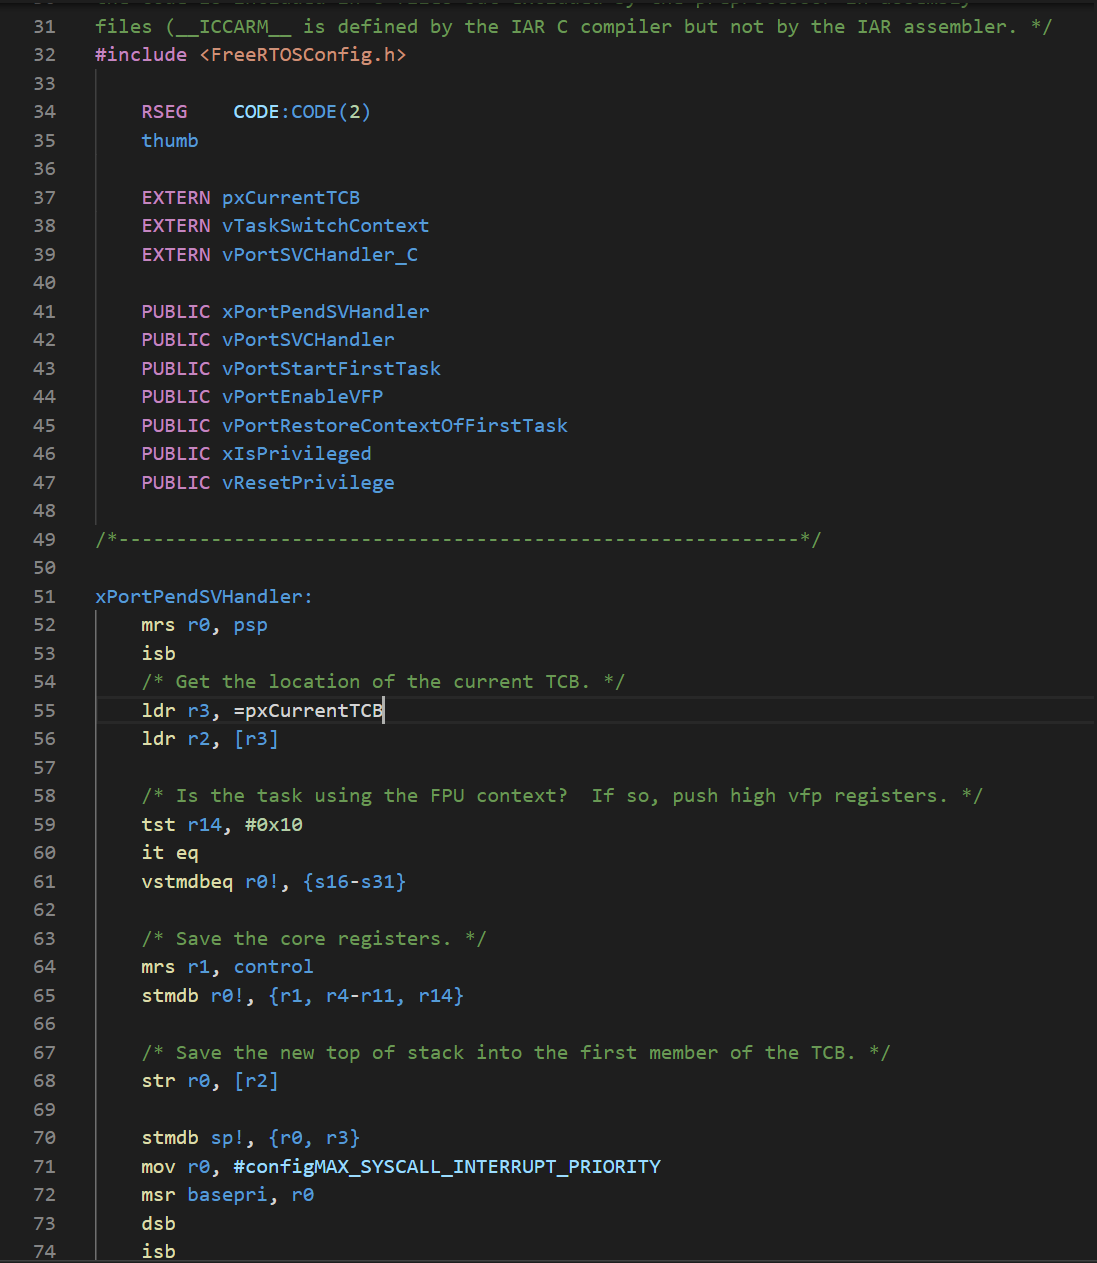 31 files (__ICCARM__ is defined by the IAR C compiler but not by the IAR assembler. */
32 #include <FreeRTOSConfig.h>
33
34 RSEG    CODE:CODE(2)
35 thumb
36
37 EXTERN pxCurrentTCB
38 EXTERN vTaskSwitchContext
39 EXTERN vPortSVCHandler_C
40
41 PUBLIC xPortPendSVHandler
42 PUBLIC vPortSVCHandler
43 PUBLIC vPortStartFirstTask
44 PUBLIC vPortEnableVFP
45 PUBLIC vPortRestoreContextOfFirstTask
46 PUBLIC xIsPrivileged
47 PUBLIC vResetPrivilege
48
49 /*-----------------------------------------------------------*/
50
51 xPortPendSVHandler:
52 mrs r0, psp
53 isb
54 /* Get the location of the current TCB. */
55 ldr r3, =pxCurrentTCB
56 ldr r2, [r3]
57
58 /* Is the task using the FPU context?  If so, push high vfp registers. */
59 tst r14, #0x10
60 it eq
61 vstmdbeq r0!, {s16-s31}
62
63 /* Save the core registers. */
64 mrs r1, control
65 stmdb r0!, {r1, r4-r11, r14}
66
67 /* Save the new top of stack into the first member of the TCB. */
68 str r0, [r2]
69
70 stmdb sp!, {r0, r3}
71 mov r0, #configMAX_SYSCALL_INTERRUPT_PRIORITY
72 msr basepri, r0
73 dsb
74 isb